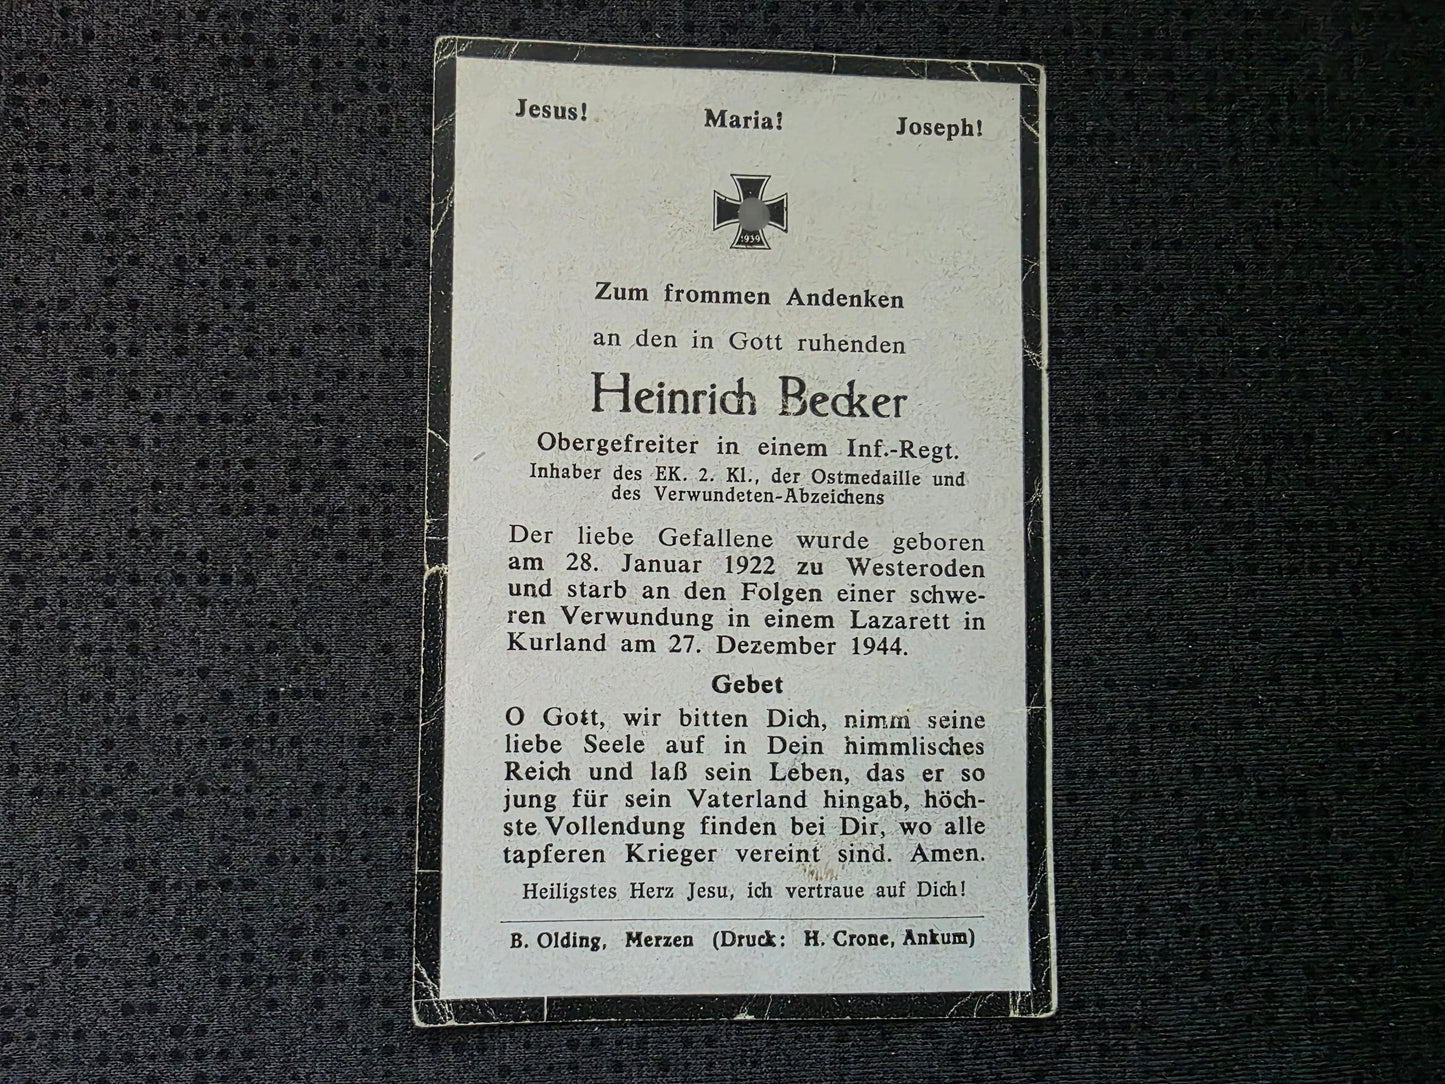 Jesus! Maria! Joseph!
1939
Zum frommen Andenken
an den in Gott ruhenden
Heinrich Becker
Obergefreiter in einem Inf.-Regt.
Inhaber des EK. 2. Kl., der Ostmedaille und
des Verwundeten-Abzeichens
Der liebe Gefallene wurde geboren
am 28. Januar 1922 zu Westeroden
und starb an den Folgen einer schwe-
ren Verwundung in einem Lazarett in
Kurland am 27. Dezember 1944.
Gebet
O Gott, wir bitten Dich, nimm seine
liebe Seele auf in Dein himmlisches
Reich und laß sein Leben, das er so
jung für sein Vaterland hingab, höch-
ste Vollendung finden bei Dir, wo alle
tapferen Krieger vereint sind. Amen.
Heiligstes Herz Jesu, ich vertraue auf Dich!
B. Olding, Merzen (Druck: H. Crone, Ankum)